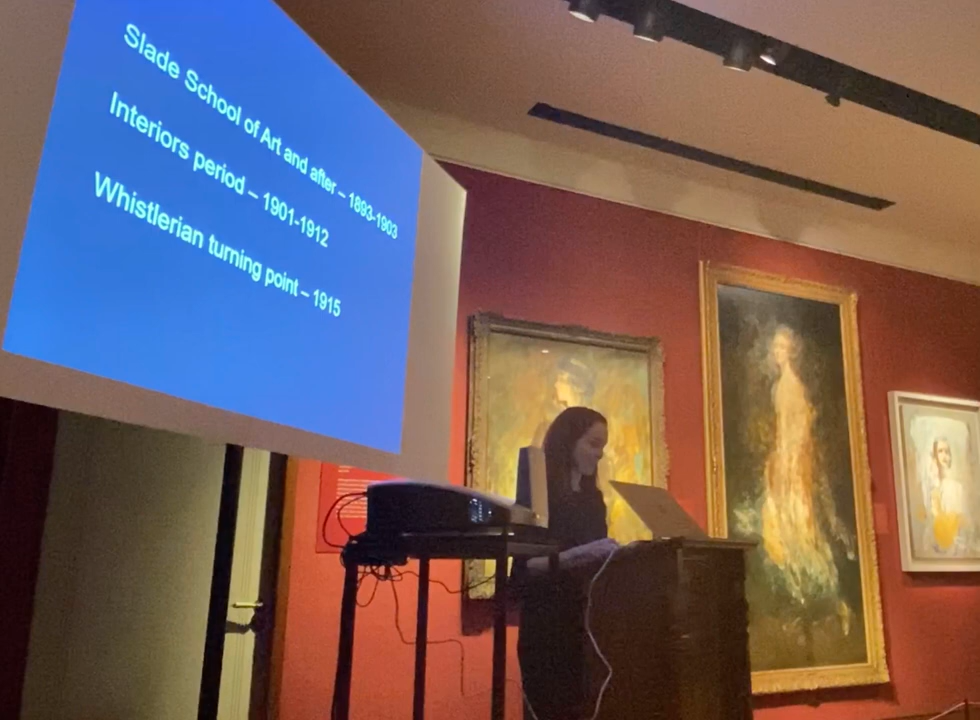 Slade School of Art and after – 1893-1903
Interiors period – 1901-1912
Whistlerian turning point – 1915